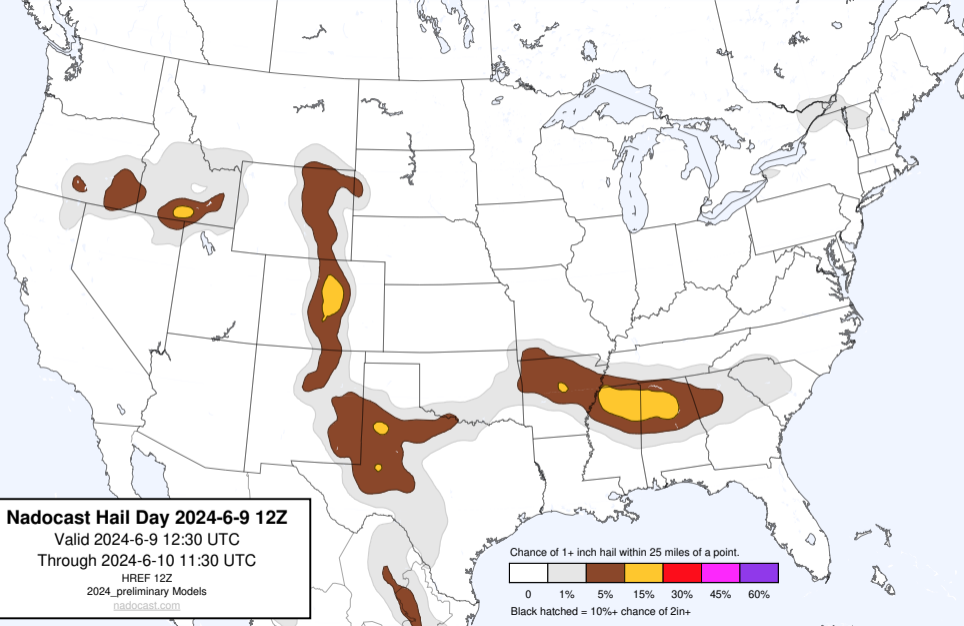 Nadocast Hail Day 2024-6-9 12Z
Valid 2024-6-9 12:30 UTC
Through 2024-6-10 11:30 UTC
HREF 12Z
2024_preliminary Models
nadocast.com
Chance of 1+ inch hail within 25 miles of a point.
0 1% 5% 15% 30% 45% 60%
Black hatched = 10%+ chance of 2in+